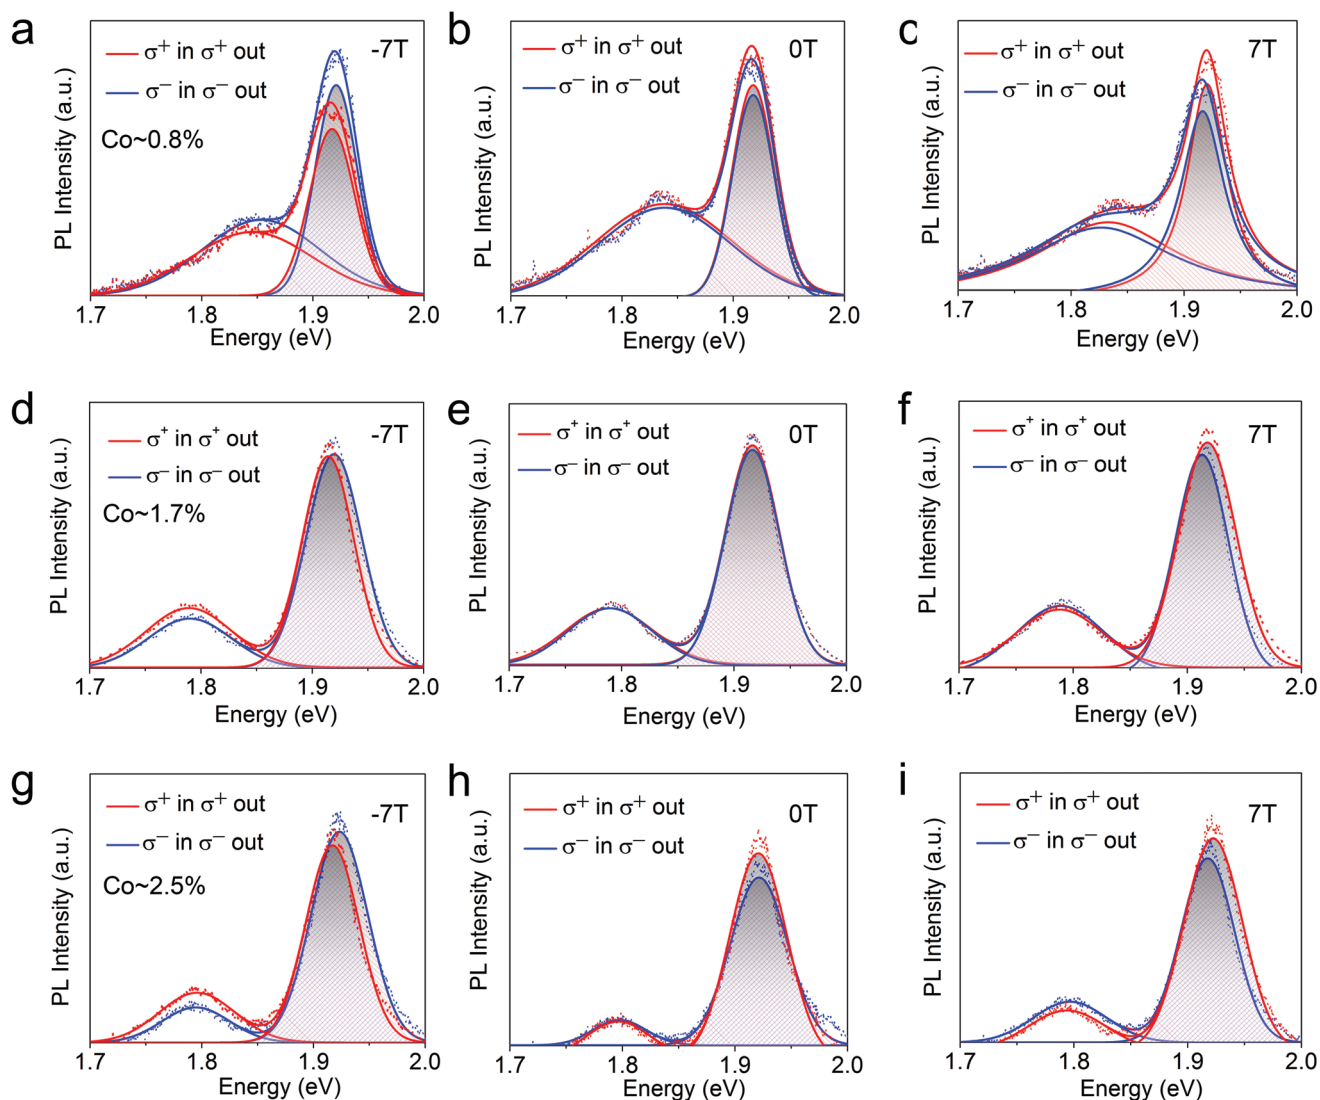 a
σ+ in σ+ out
-7T
σ− in σ− out
Co~0.8%
PL Intensity (a.u.)
1.7 1.8 1.9 2.0
Energy (eV)
b
σ+ in σ+ out
0T
σ− in σ− out
PL Intensity (a.u.)
1.7 1.8 1.9 2.0
Energy (eV)
c
σ+ in σ+ out
7T
σ− in σ− out
PL Intensity (a.u.)
1.7 1.8 1.9 2.0
Energy (eV)
d
σ+ in σ+ out
-7T
σ− in σ− out
Co~1.7%
PL Intensity (a.u.)
1.7 1.8 1.9 2.0
Energy (eV)
e
σ+ in σ+ out
0T
σ− in σ− out
PL Intensity (a.u.)
1.7 1.8 1.9 2.0
Energy (eV)
f
σ+ in σ+ out
7T
σ− in σ− out
PL Intensity (a.u.)
1.7 1.8 1.9 2.0
Energy (eV)
g
σ+ in σ+ out
-7T
σ− in σ− out
Co~2.5%
PL Intensity (a.u.)
1.7 1.8 1.9 2.0
Energy (eV)
h
σ+ in σ+ out
0T
σ− in σ− out
PL Intensity (a.u.)
1.7 1.8 1.9 2.0
Energy (eV)
i
σ+ in σ+ out
7T
σ− in σ− out
PL Intensity (a.u.)
1.7 1.8 1.9 2.0
Energy (eV)